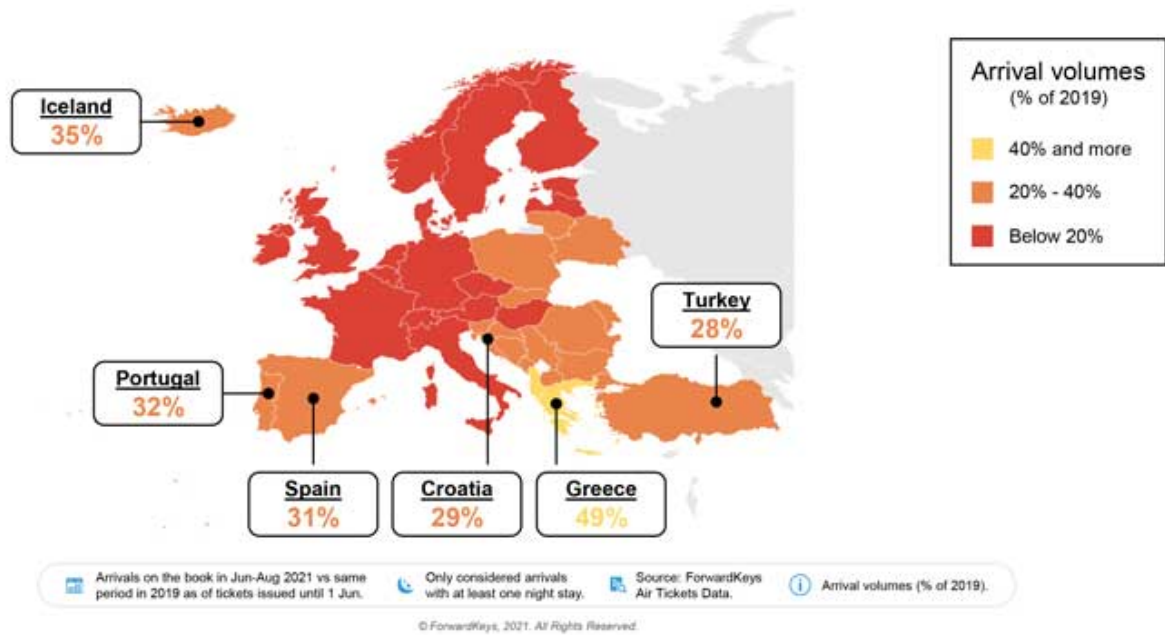 Arrival volumes
(% of 2019)
40% and more
20% - 40%
Below 20%
Iceland
35%
Turkey
28%
Portugal
32%
Spain
31%
Croatia
29%
Greece
49%
Arrivals on the book in Jun-Aug 2021 vs same
period in 2019 as of tickets issued until 1 Jun.
Only considered arrivals
with at least one night stay.
Source: ForwardKeys
Air Tickets Data.
Arrival volumes (% of 2019).
© ForwardKeys, 2021. All Rights Reserved.